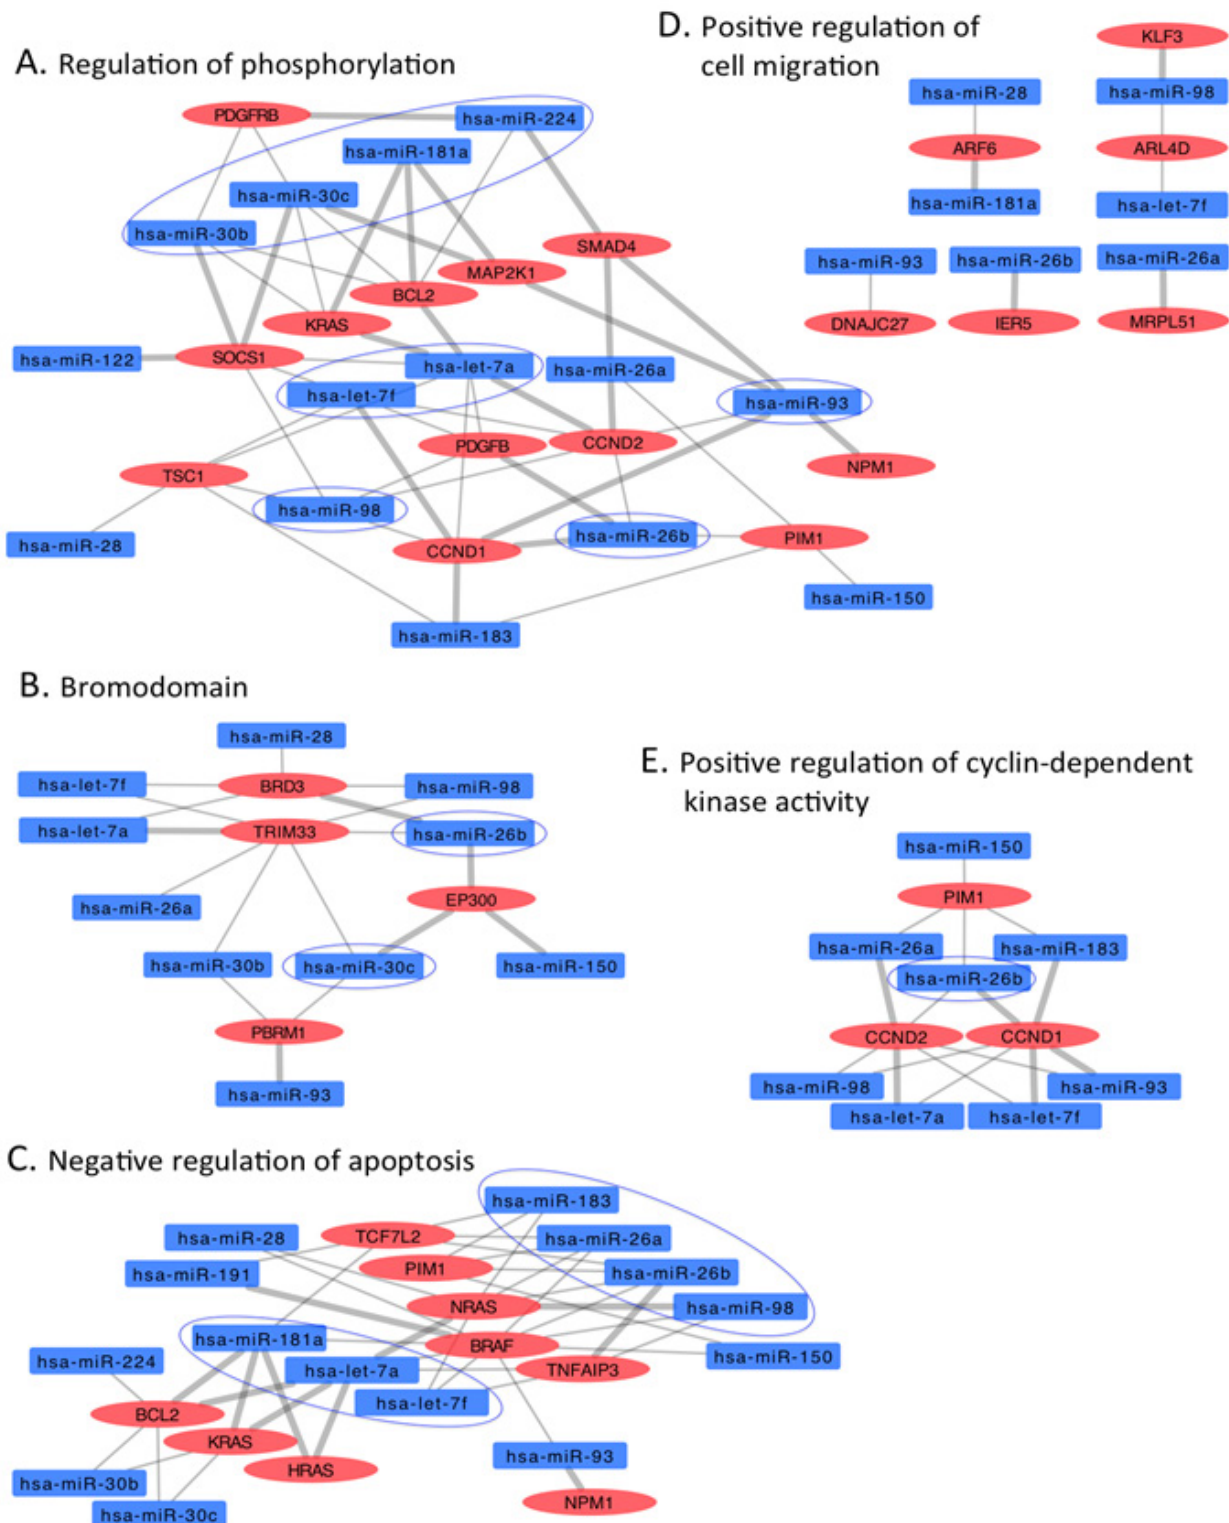 A. Regulation of phosphorylation
PDGFRB
hsa-miR-224
hsa-miR-181a
hsa-miR-30c
hsa-miR-30b
SMAD4
MAP2K1
BCL2
KRAS
hsa-miR-122
SOCS1
hsa-let-7a
hsa-miR-26a
hsa-let-7f
hsa-miR-93
PDGFB
CCND2
NPM1
TSC1
hsa-miR-98
hsa-miR-28
CCND1
hsa-miR-26b
PIM1
hsa-miR-150
hsa-miR-183
D. Positive regulation of
cell migration
KLF3
hsa-miR-28
hsa-miR-98
ARF6
ARL4D
hsa-miR-181a
hsa-let-7f
hsa-miR-93
hsa-miR-26b
hsa-miR-26a
DNAJC27
IER5
MRPL51
B. Bromodomain
hsa-miR-28
hsa-let-7f
BRD3
hsa-miR-98
hsa-let-7a
TRIM33
hsa-miR-26b
EP300
hsa-miR-26a
hsa-miR-30b
hsa-miR-30c
hsa-miR-150
PBRM1
hsa-miR-93
E. Positive regulation of cyclin-dependent
kinase activity
hsa-miR-150
PIM1
hsa-miR-26a
hsa-miR-183
hsa-miR-26b
CCND2
CCND1
hsa-miR-98
hsa-miR-93
hsa-let-7a
hsa-let-7f
C. Negative regulation of apoptosis
hsa-miR-183
hsa-miR-28
TCF7L2
hsa-miR-26a
hsa-miR-191
PIM1
hsa-miR-26b
NRAS
hsa-miR-98
hsa-miR-181a
BRAF
hsa-miR-150
hsa-miR-224
hsa-let-7a
TNFAIP3
hsa-let-7f
BCL2
KRAS
hsa-miR-93
HRAS
hsa-miR-30b
NPM1
hsa-miR-30c